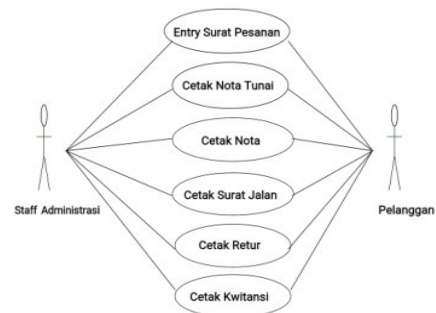 Entry Surat Pesanan
Cetak Nota Tunai
Cetak Nota
Cetak Surat Jalan
Staff Administrasi
Pelanggan
Cetak Retur
Cetak Kwitansi